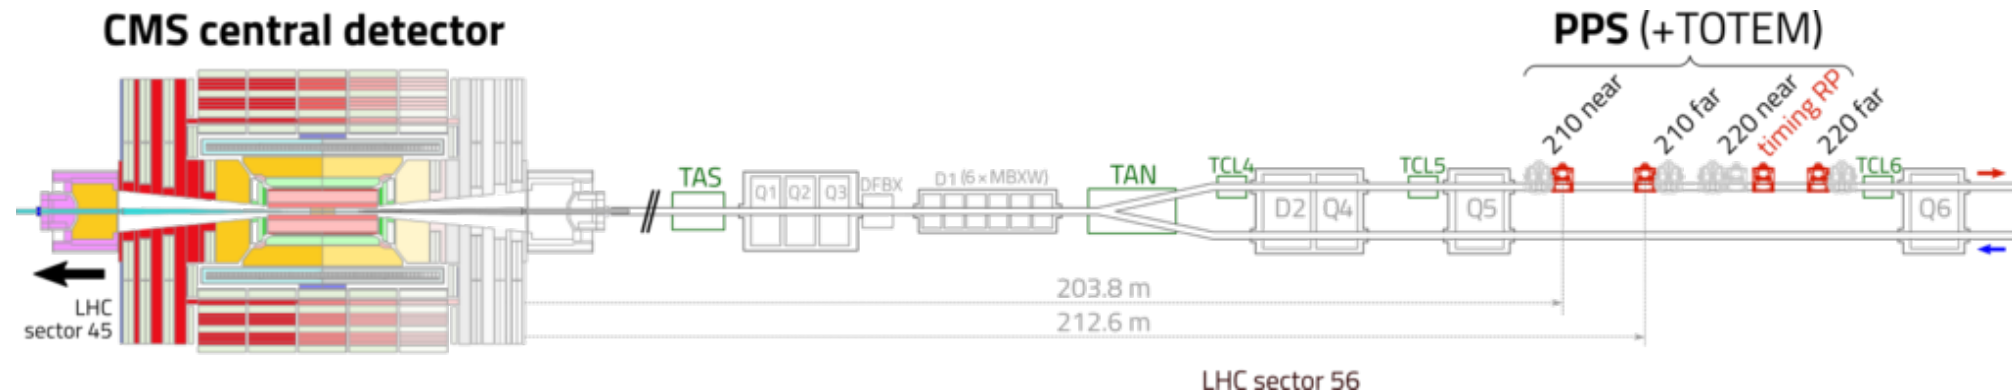 CMS central detector
PPS (+TOTEM)
210 near
210 far
220 near
timing RP
220 far
TAS
Q1
Q2
Q3
DFBX
D1 (6 × MBXW)
TAN
TCL4
D2
Q4
TCL5
Q5
TCL6
Q6
LHC
sector 45
203.8 m
212.6 m
LHC sector 56